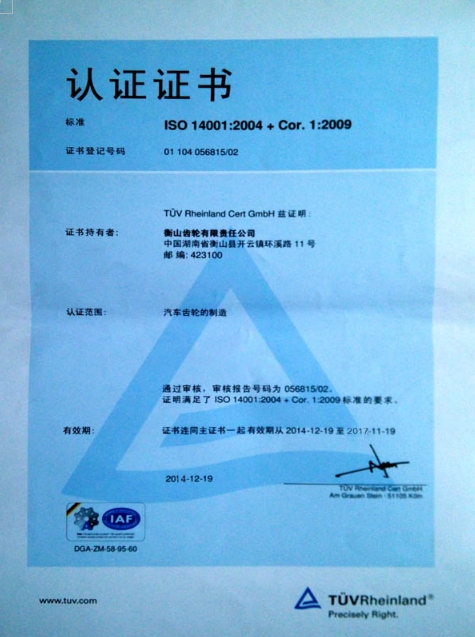 认证证书
标准 ISO 14001:2004 + Cor. 1:2009
证书登记号码 01 104 056815/02
TÜV Rheinland Cert GmbH 兹证明:
证书持有者: 衡山齿轮有限责任公司
中国湖南省衡山县开云镇环溪路 11 号
邮 编: 423100
认证范围: 汽车齿轮的制造
通过审核，审核报告号码为 056815/02。
证明满足了 ISO 14001:2004 + Cor. 1:2009 标准的要求。
有效期: 证书连同主证书一起有效期从 2014-12-19 至 2017-11-19
2014-12-19
TÜV Rheinland Cert GmbH
Am Grauen Stein · 51105 Köln
IAF
DGA-ZM-58-95-60
www.tuv.com
TÜVRheinland®
Precisely Right.